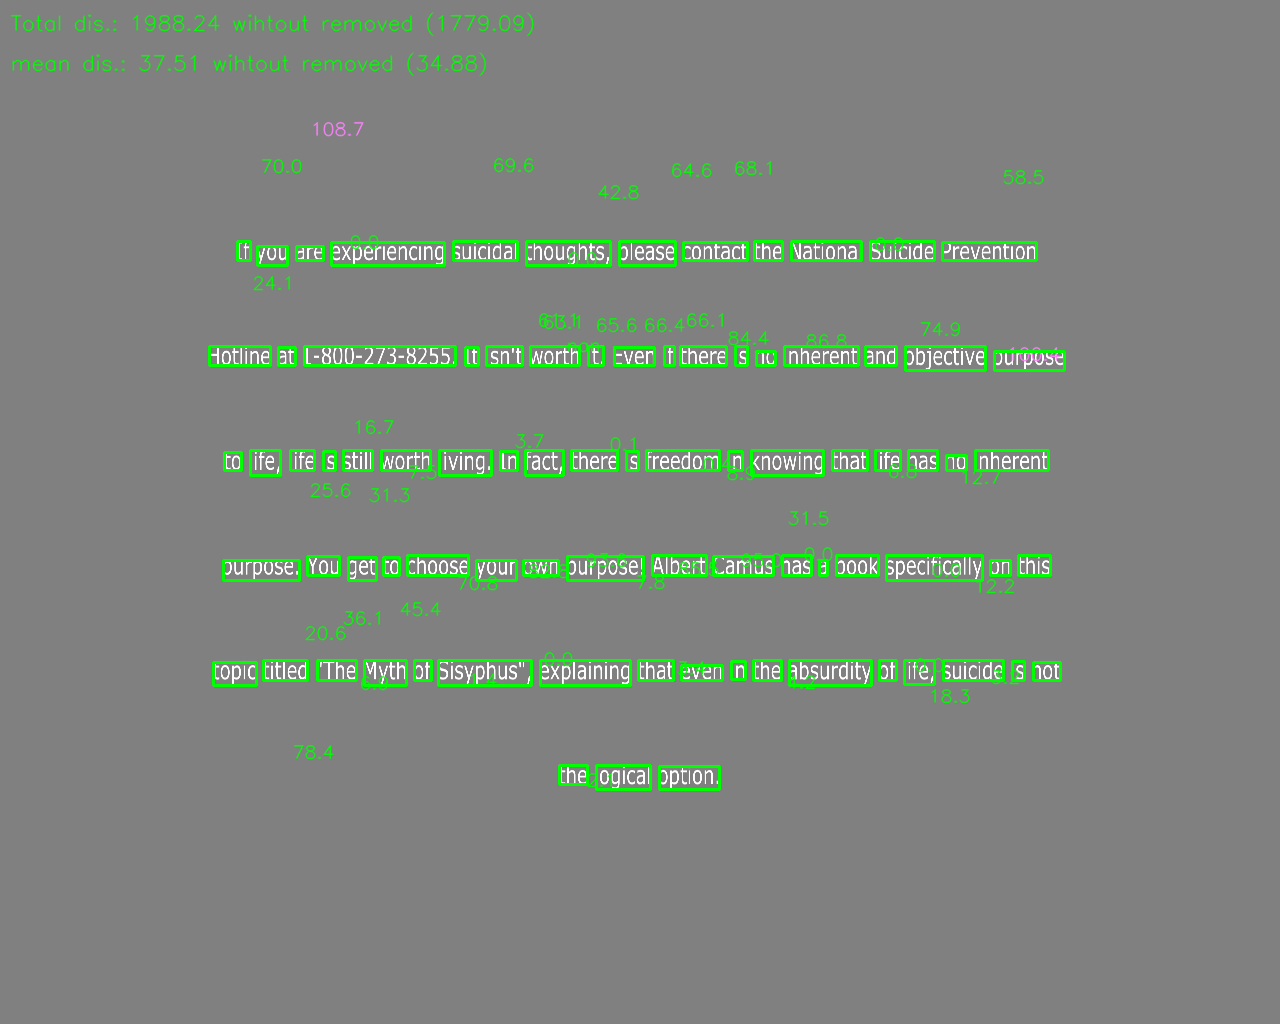 Total dis.: 1988.24 wihtout removed (1779.09)
mean dis.: 37.51 wihtout removed (34.88)
108.7
70.0 69.6 64.6 68.1 58.5
42.8
If you are experiencing suicidal thoughts, please contact the National Suicide Prevention
24.1
61.1 65.6 66.4 66.1 74.9
84.4 86.8
Hotline at 1-800-273-8255. It isn't worth it. Even if there is no inherent and objective purpose
16.7 3.7 0.1
to life, life is still worth living. In fact, there is freedom in knowing that life has no inherent
25.6 31.3 12.7
31.5
9.0
purpose. You get to choose your own purpose! Albert Camus has a book specifically on this
70.8 7.8 12.2
20.6 36.1 45.4
topic titled "The Myth of Sisyphus", explaining that even in the absurdity of life, suicide is not
18.3
78.4
the logical option.